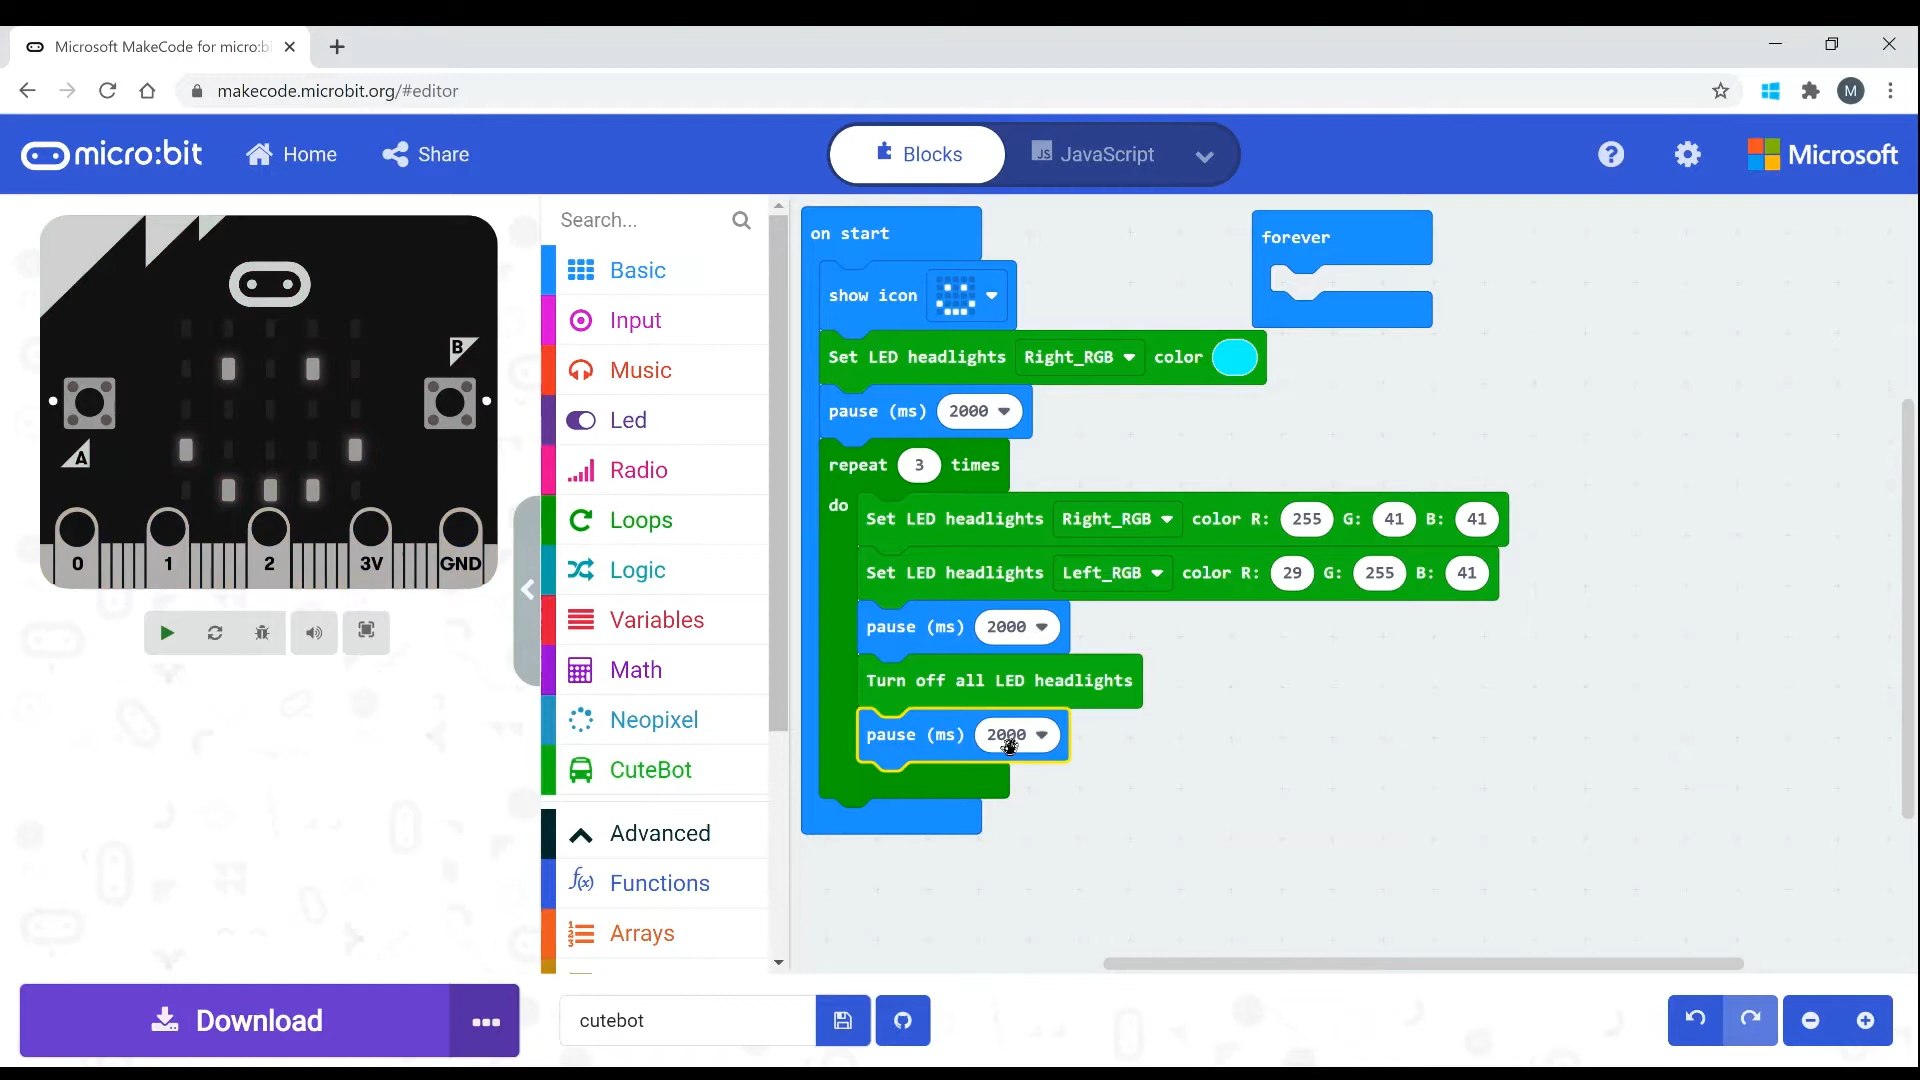 Microsoft MakeCode for micro:bi
makecode.microbit.org/#editor
M
micro:bit
Home
Share
Blocks
JS
JavaScript
?
Microsoft
B
A
0
1
2
3V
GND
Search...
Basic
Input
Music
Led
Radio
Loops
Logic
Variables
Math
Neopixel
CuteBot
Advanced
f(x) Functions
Arrays
on start
show icon
Set LED headlights Right_RGB color
pause (ms) 2000
repeat 3 times
do
Set LED headlights Right_RGB color R: 255 G: 41 B: 41
Set LED headlights Left_RGB color R: 29 G: 255 B: 41
pause (ms) 2000
Turn off all LED headlights
pause (ms) 2000
forever
Download
cutebot